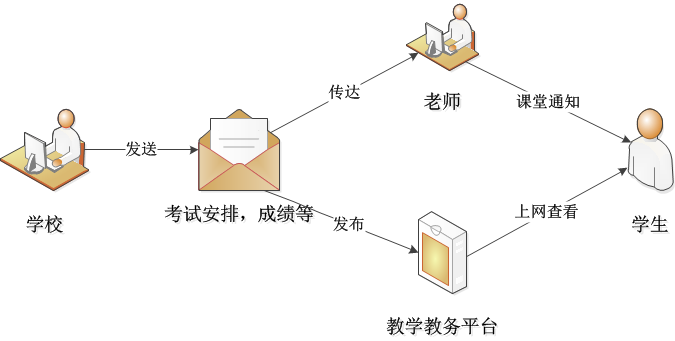 老师
传达
课堂通知
发送
学校
考试安排，成绩等
发布
上网查看
学生
教学教务平台